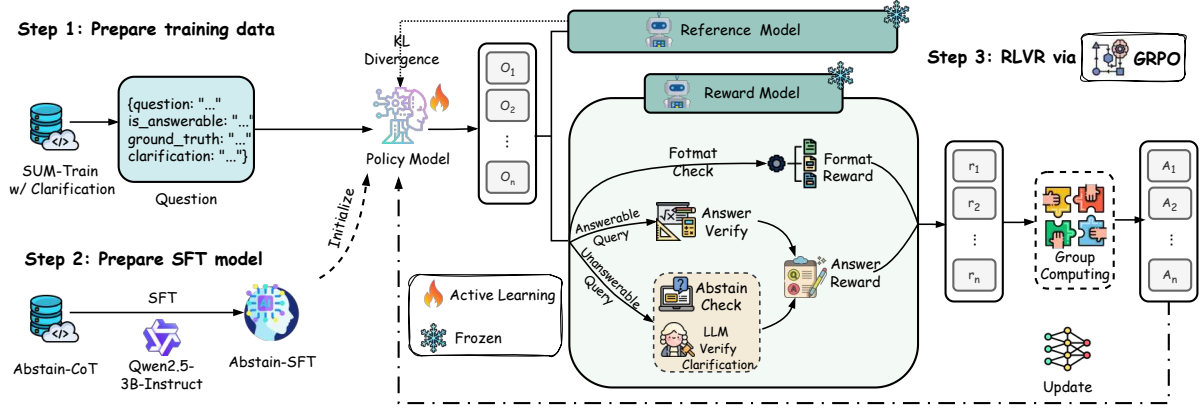 Step 1: Prepare training data
SUM-Train
w/ Clarification
{question: "..."
is_answerable: "..."
ground_truth: "..."
clarification: "..."}
Question
Step 2: Prepare SFT model
Abstain-CoT
SFT
Qwen2.5-
3B-Instruct
Abstain-SFT
Initialize
KL
Divergence
Policy Model
O1
O2
⋮
On
Active Learning
Frozen
Reference Model
Reward Model
Fotmat
Check
Format
Reward
Answerable
Query
Answer
Verify
Unanswerable
Query
Abstain
Check
LLM
Verify
Clarification
Answer
Reward
Step 3: RLVR via
GRPO
r1
r2
⋮
rn
Group
Computing
A1
A2
⋮
An
Update